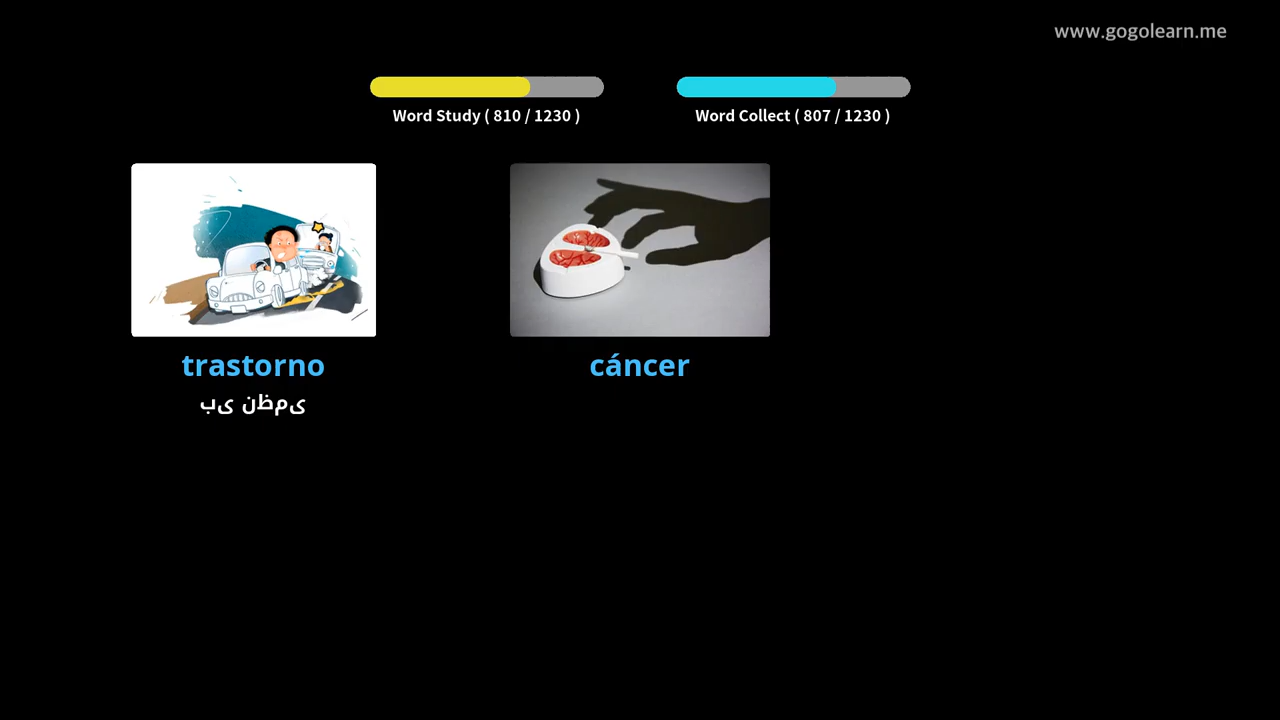 www.gogolearn.me
Word Study ( 810 / 1230 )
Word Collect ( 807 / 1230 )
trastorno
بی نظمی
cáncer